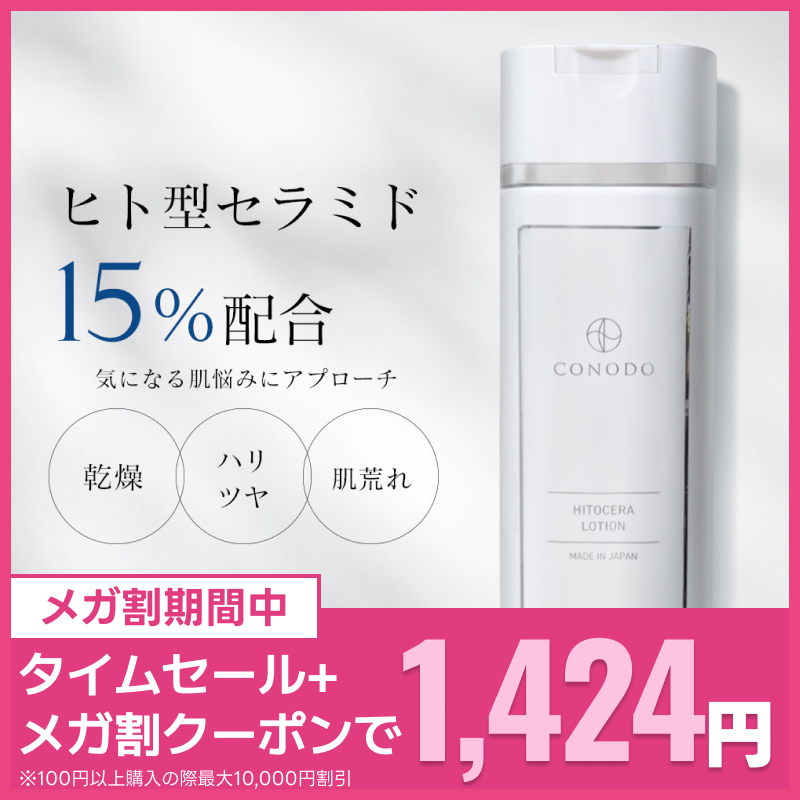 ヒト型セラミド
15%配合
気になる肌悩みにアプローチ
乾燥
ハリ
ツヤ
肌荒れ
CONODO
HITOCERA
LOTION
MADE IN JAPAN
メガ割期間中
タイムセール+
メガ割クーポンで
1,424円
※100円以上購入の際最大10,000円割引